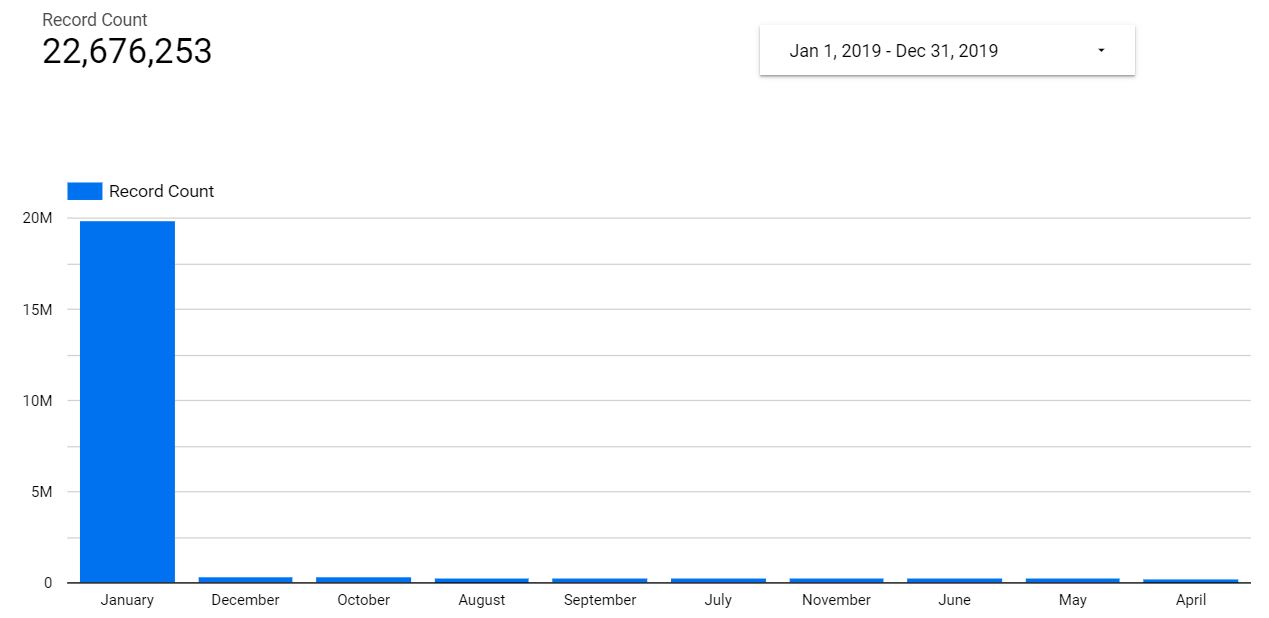 Record Count
22,676,253
Jan 1, 2019 - Dec 31, 2019
Record Count
20M
15M
10M
5M
0
January December October August September July November June May April